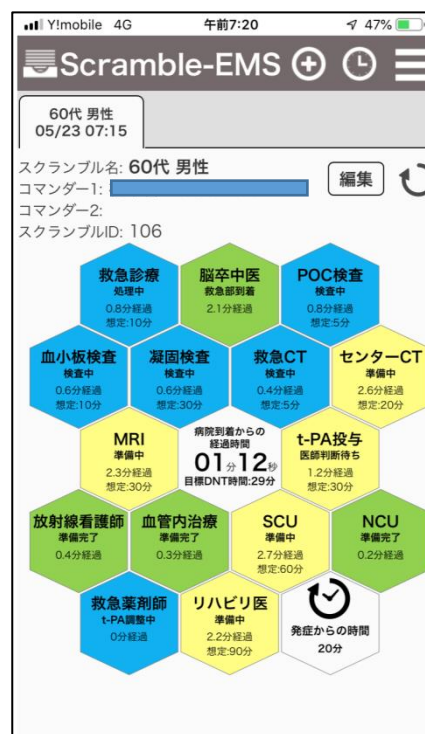 Y!mobile 4G 午前7:20 47%
Scramble-EMS
60代 男性
05/23 07:15
スクランブル名: 60代 男性
コマンダー1:
編集
コマンダー2:
スクランブルID: 106
救急診療
処理中
0.8分経過
想定:10分
脳卒中医
救急部到着
2.1分経過
POC検査
検査中
0.8分経過
想定:5分
血小板検査
検査中
0.6分経過
想定:10分
凝固検査
検査中
0.6分経過
想定:30分
救急CT
検査中
0.4分経過
想定:5分
センターCT
準備中
2.6分経過
想定:20分
MRI
準備中
2.3分経過
想定:30分
病院到着からの
経過時間
01分12秒
目標DNT時間:29分
t-PA投与
医師判断待ち
1.2分経過
想定:30分
放射線看護師
準備完了
0.4分経過
血管内治療
準備完了
0.3分経過
SCU
準備中
2.7分経過
想定:60分
NCU
準備完了
0.2分経過
救急薬剤師
t-PA調整中
0分経過
リハビリ医
準備中
2.2分経過
想定:90分
発症からの時間
20分